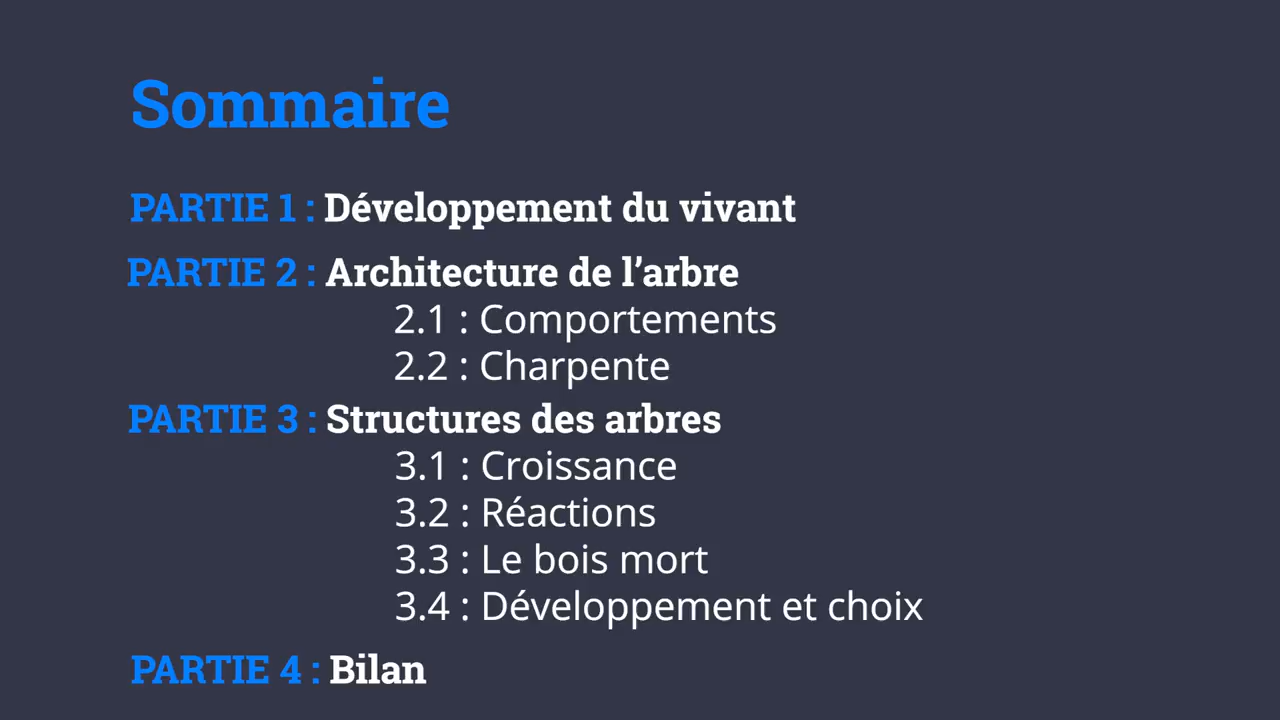 Sommaire
PARTIE 1 : Développement du vivant
PARTIE 2 : Architecture de l’arbre
2.1 : Comportements
2.2 : Charpente
PARTIE 3 : Structures des arbres
3.1 : Croissance
3.2 : Réactions
3.3 : Le bois mort
3.4 : Développement et choix
PARTIE 4 : Bilan